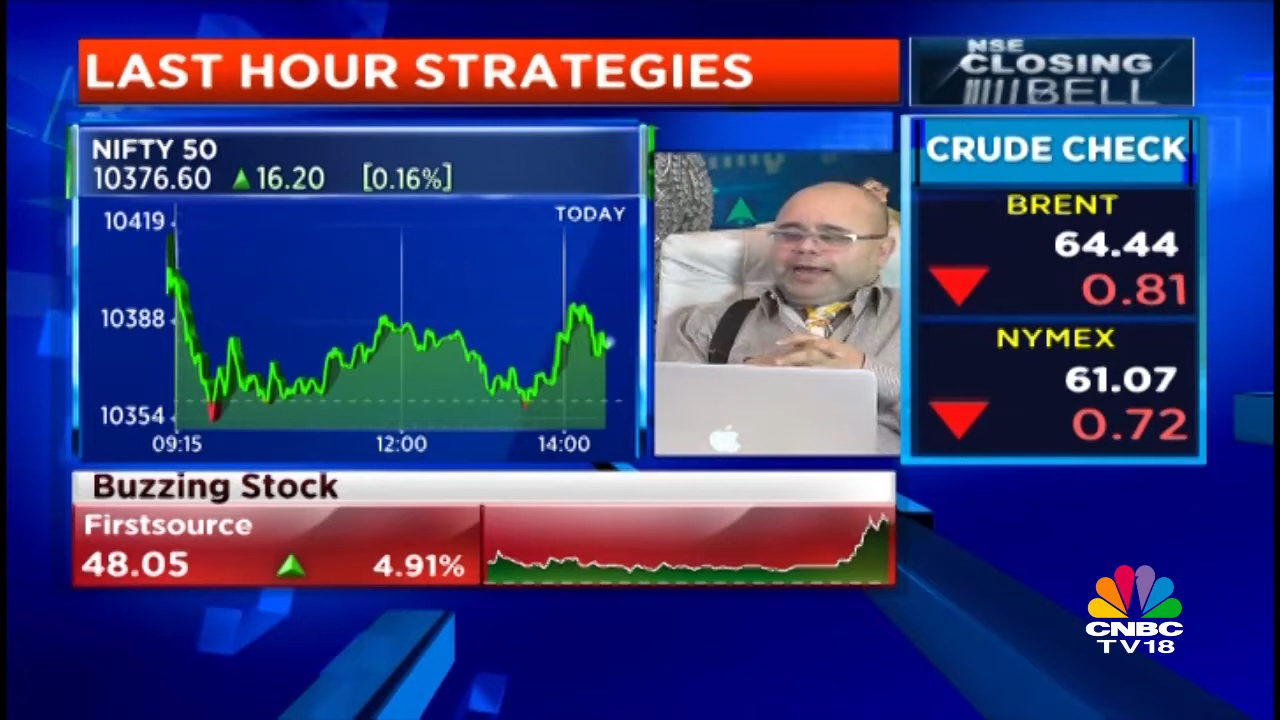 LAST HOUR STRATEGIES
NSE
CLOSING
BELL
NIFTY 50
10376.60 ▲16.20 [0.16%]
TODAY
10419
10388
10354
09:15 12:00 14:00
CRUDE CHECK
BRENT
64.44
▼ 0.81
NYMEX
61.07
▼ 0.72
Buzzing Stock
Firstsource
48.05 ▲ 4.91%
CNBC
TV18